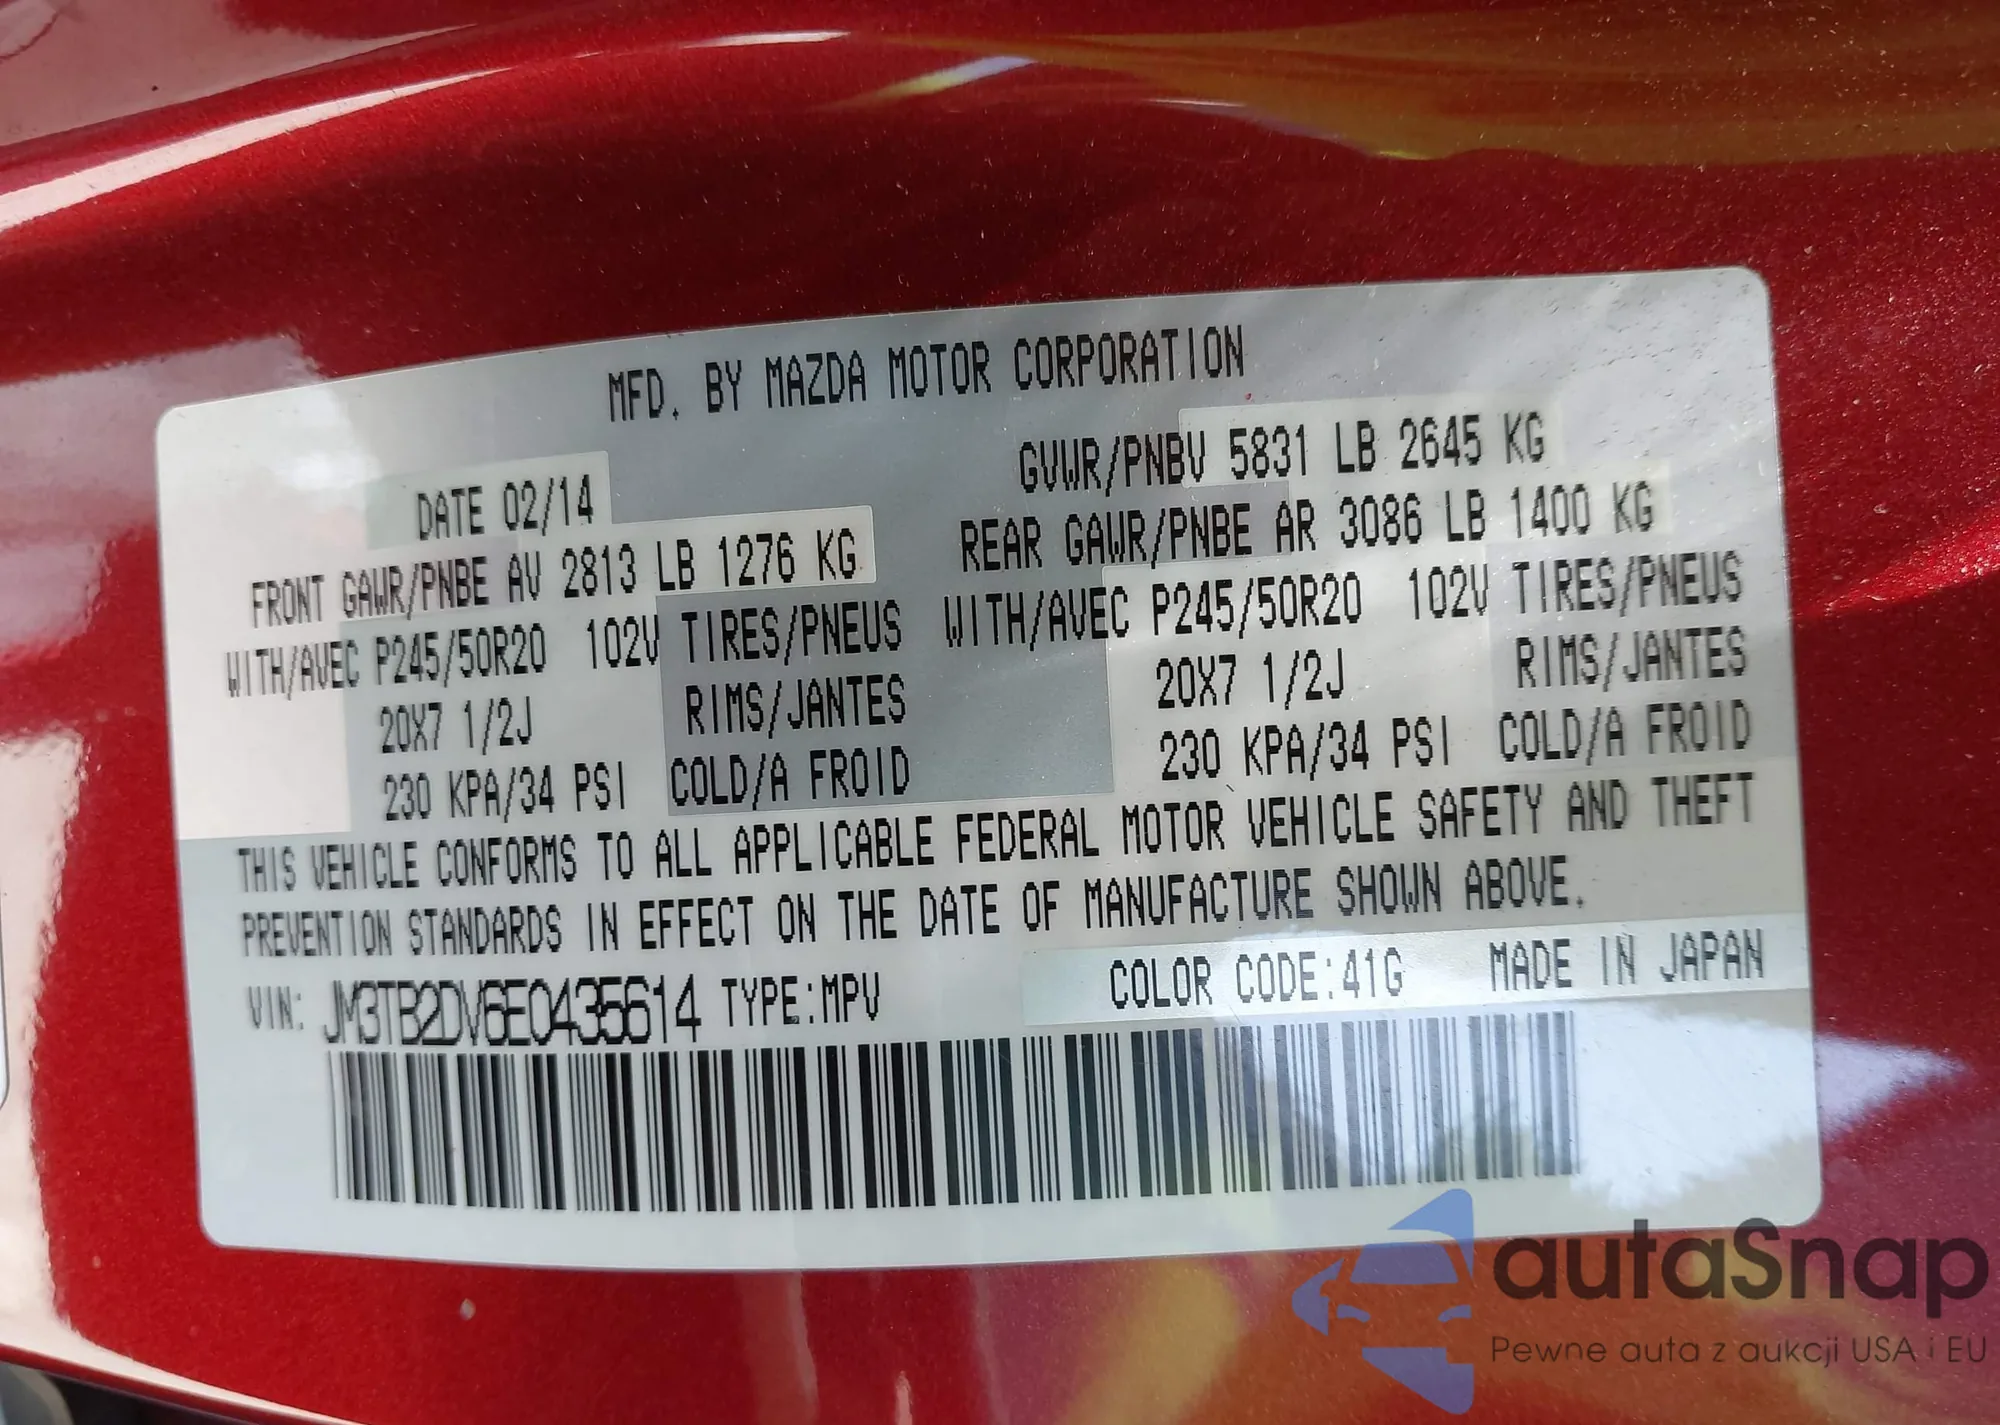 MFD. BY MAZDA MOTOR CORPORATION
DATE 02/14
GVWR/PNBV 5831 LB 2645 KG
FRONT GAWR/PNBE AV 2813 LB 1276 KG
REAR GAWR/PNBE AR 3086 LB 1400 KG
WITH/AVEC P245/50R20 102V TIRES/PNEUS
WITH/AVEC P245/50R20 102V TIRES/PNEUS
20X7 1/2J RIMS/JANTES
20X7 1/2J RIMS/JANTES
230 KPA/34 PSI COLD/A FROID
230 KPA/34 PSI COLD/A FROID
THIS VEHICLE CONFORMS TO ALL APPLICABLE FEDERAL MOTOR VEHICLE SAFETY AND THEFT
PREVENTION STANDARDS IN EFFECT ON THE DATE OF MANUFACTURE SHOWN ABOVE.
VIN: JM3TB2DV6E0435614 TYPE:MPV COLOR CODE:41G MADE IN JAPAN
autaSnap
Pewne auta z aukcji USA i EU